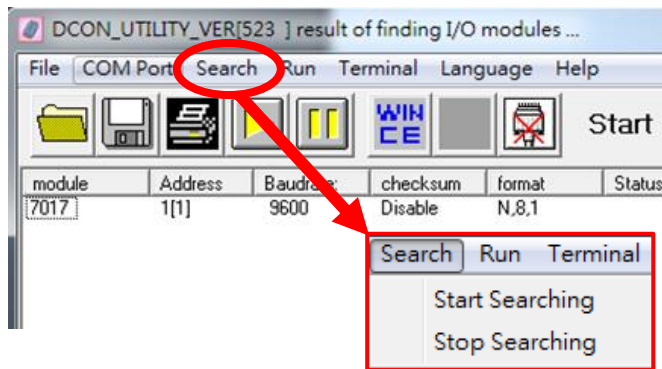 DCON_UTILITY_VER[523 ] result of finding I/O modules ...
File COM Port Search Run Terminal Language Help
WIN CE Start
module Address Baudrate: checksum format Status
7017 1[1] 9600 Disable N,8,1
Search Run Terminal
Start Searching
Stop Searching